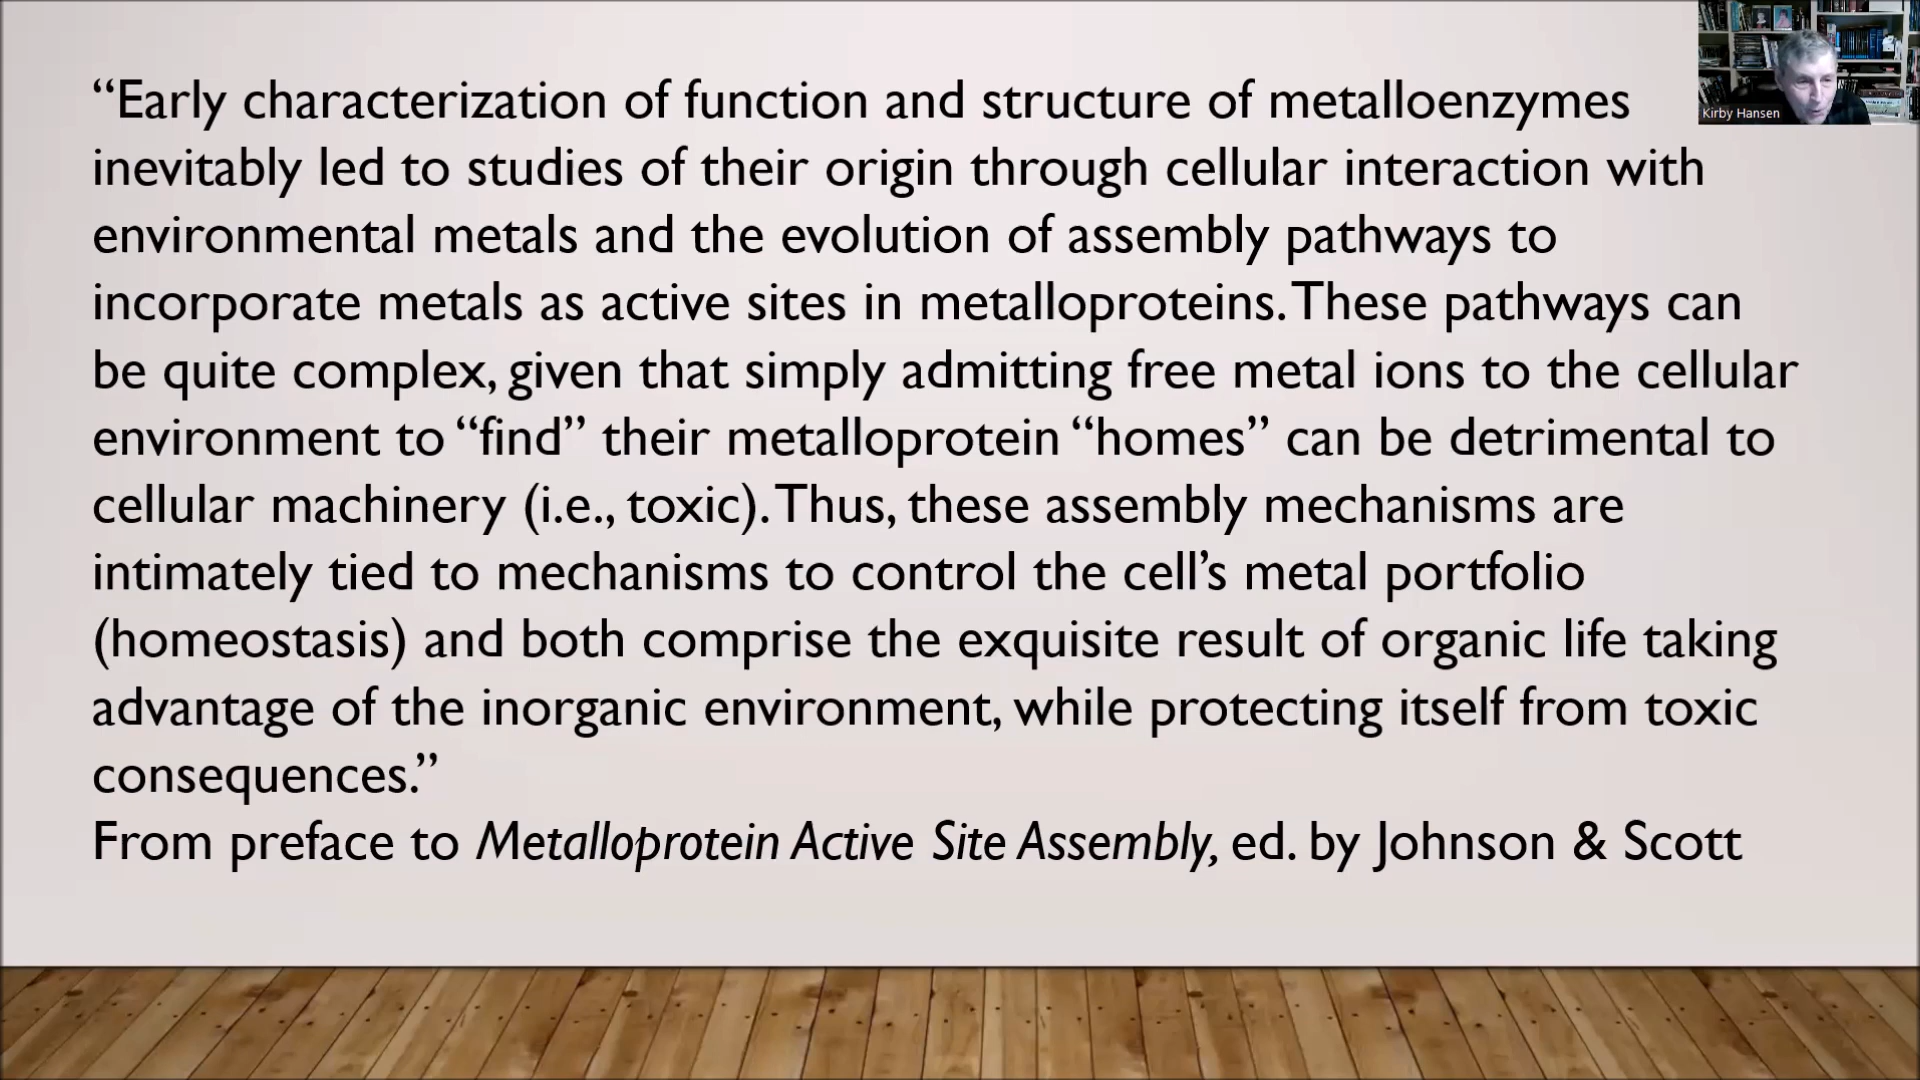 “Early characterization of function and structure of metalloenzymes
inevitably led to studies of their origin through cellular interaction with
environmental metals and the evolution of assembly pathways to
incorporate metals as active sites in metalloproteins. These pathways can
be quite complex, given that simply admitting free metal ions to the cellular
environment to “find” their metalloprotein “homes” can be detrimental to
cellular machinery (i.e., toxic). Thus, these assembly mechanisms are
intimately tied to mechanisms to control the cell’s metal portfolio
(homeostasis) and both comprise the exquisite result of organic life taking
advantage of the inorganic environment, while protecting itself from toxic
consequences.”
From preface to Metalloprotein Active Site Assembly, ed. by Johnson & Scott
Kirby Hansen